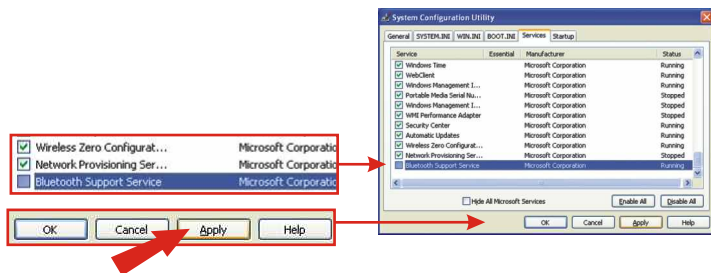 System Configuration Utility
General SYSTEM.INI WIN.INI BOOT.INI Services Startup
Service Essential Manufacturer Status
Windows Time Microsoft Corporation Running
WebClient Microsoft Corporation Running
Windows Management I... Microsoft Corporation Running
Portable Media Serial Nu... Microsoft Corporation Stopped
Windows Management I... Microsoft Corporation Stopped
WMI Performance Adapter Microsoft Corporation Stopped
Security Center Microsoft Corporation Running
Automatic Updates Microsoft Corporation Running
Wireless Zero Configurat... Microsoft Corporation Running
Network Provisioning Ser... Microsoft Corporation Stopped
Bluetooth Support Service Microsoft Corporation Running
Hide All Microsoft Services Enable All Disable All
OK Cancel Apply Help
Wireless Zero Configurat... Microsoft Corporatio
Network Provisioning Ser... Microsoft Corporatio
Bluetooth Support Service Microsoft Corporatio
OK Cancel Apply Help